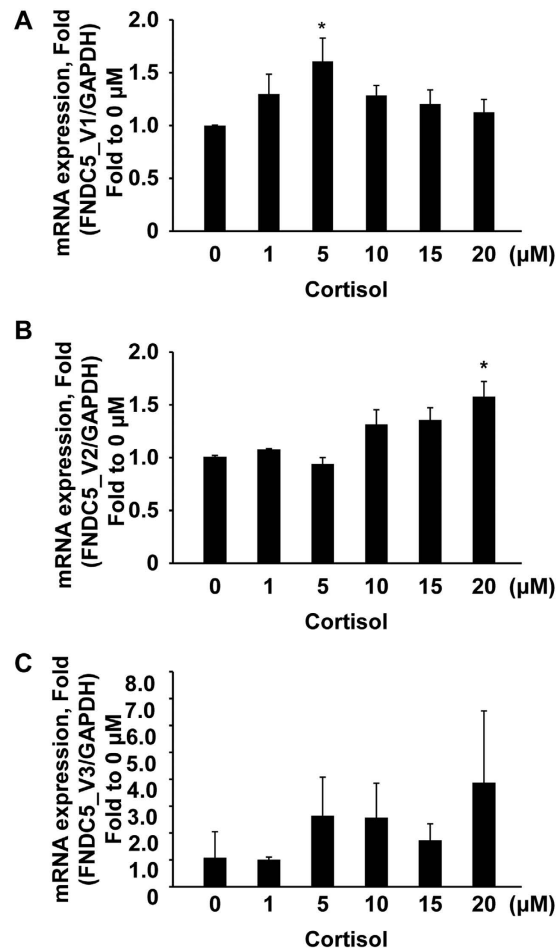 A
mRNA expression, Fold
(FNDC5_V1/GAPDH)
Fold to 0 µM
2.0
1.5
1.0
0.5
0
*
0 1 5 10 15 20 (µM)
Cortisol
B
mRNA expression, Fold
(FNDC5_V2/GAPDH)
Fold to 0 µM
2.0
1.5
1.0
0.5
0
*
0 1 5 10 15 20 (µM)
Cortisol
C
mRNA expression, Fold
(FNDC5_V3/GAPDH)
Fold to 0 µM
8.0
7.0
6.0
5.0
4.0
3.0
2.0
1.0
0
0 1 5 10 15 20 (µM)
Cortisol